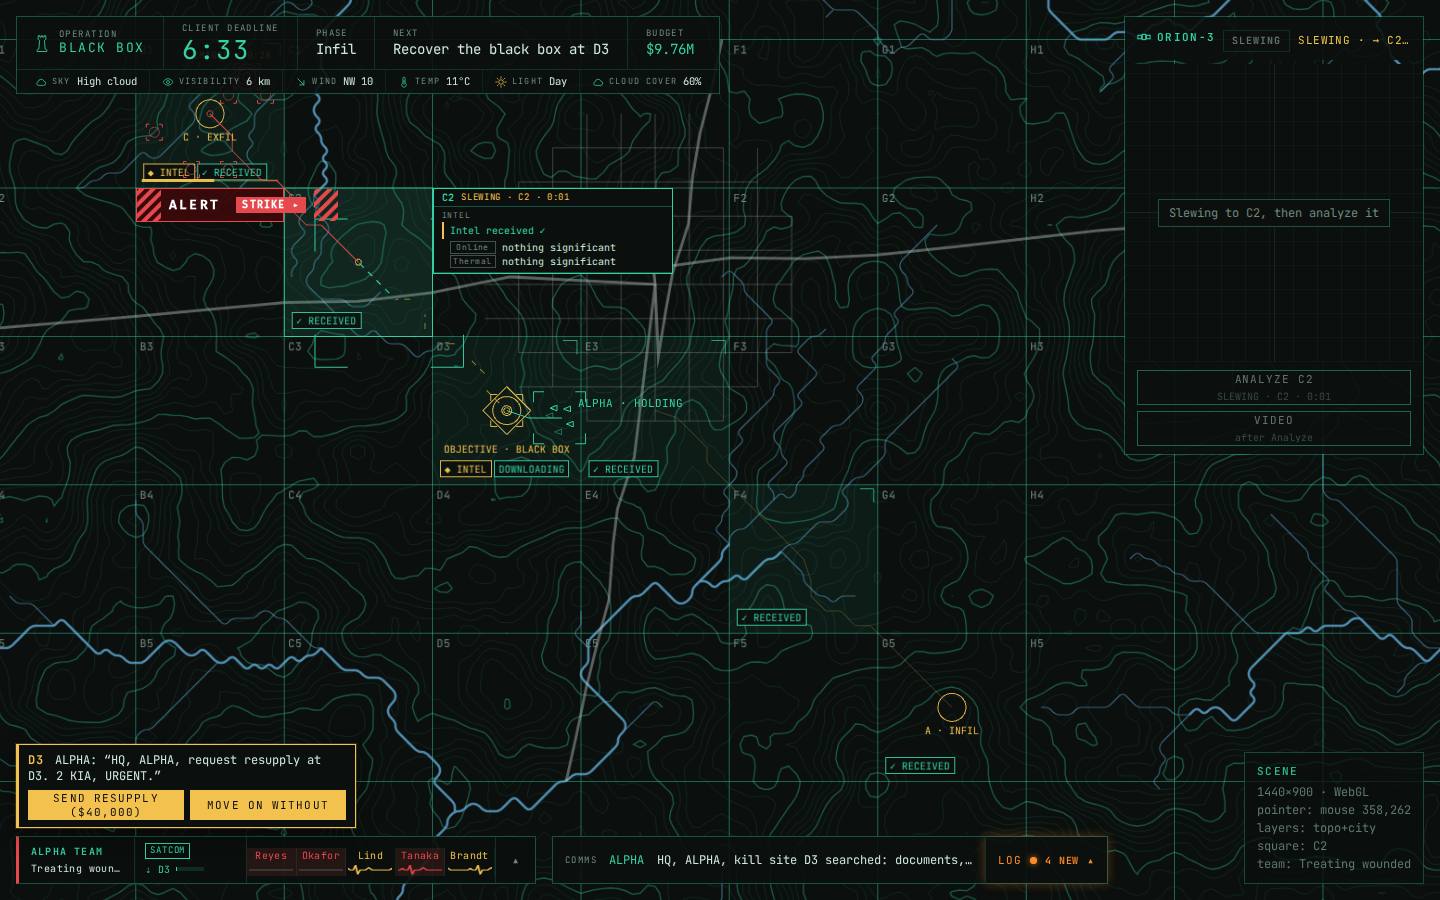 OPERATION
BLACK BOX
CLIENT DEADLINE
6:33
PHASE
Infil
NEXT
Recover the black box at D3
BUDGET
$9.76M
SKY High cloud
VISIBILITY 6 km
WIND NW 10
TEMP 11°C
LIGHT Day
CLOUD COVER 60%
F1
G1
H1
ORION-3
SLEWING
SLEWING · → C2…
C · EXFIL
◆ INTEL
✓ RECEIVED
ALERT
STRIKE ▸
C2 SLEWING · C2 · 0:01
INTEL
Intel received ✓
Online nothing significant
Thermal nothing significant
F2
G2
H2
Slewing to C2, then analyze it
✓ RECEIVED
B3
C3
D3
E3
F3
G3
H3
ANALYZE C2
SLEWING · C2 · 0:01
VIDEO
after Analyze
ALPHA · HOLDING
OBJECTIVE · BLACK BOX
◆ INTEL
DOWNLOADING
✓ RECEIVED
B4
C4
D4
E4
F4
G4
H4
✓ RECEIVED
B5
C5
D5
E5
F5
G5
H5
A · INFIL
✓ RECEIVED
D3 ALPHA: “HQ, ALPHA, request resupply at
D3. 2 KIA, URGENT.”
SEND RESUPPLY
($40,000)
MOVE ON WITHOUT
ALPHA TEAM
Treating woun…
SATCOM
↓ D3
Reyes
Okafor
Lind
Tanaka
Brandt
▴
COMMS ALPHA HQ, ALPHA, kill site D3 searched: documents,…
LOG 4 NEW ▴
SCENE
1440×900 · WebGL
pointer: mouse 358,262
layers: topo+city
square: C2
team: Treating wounded